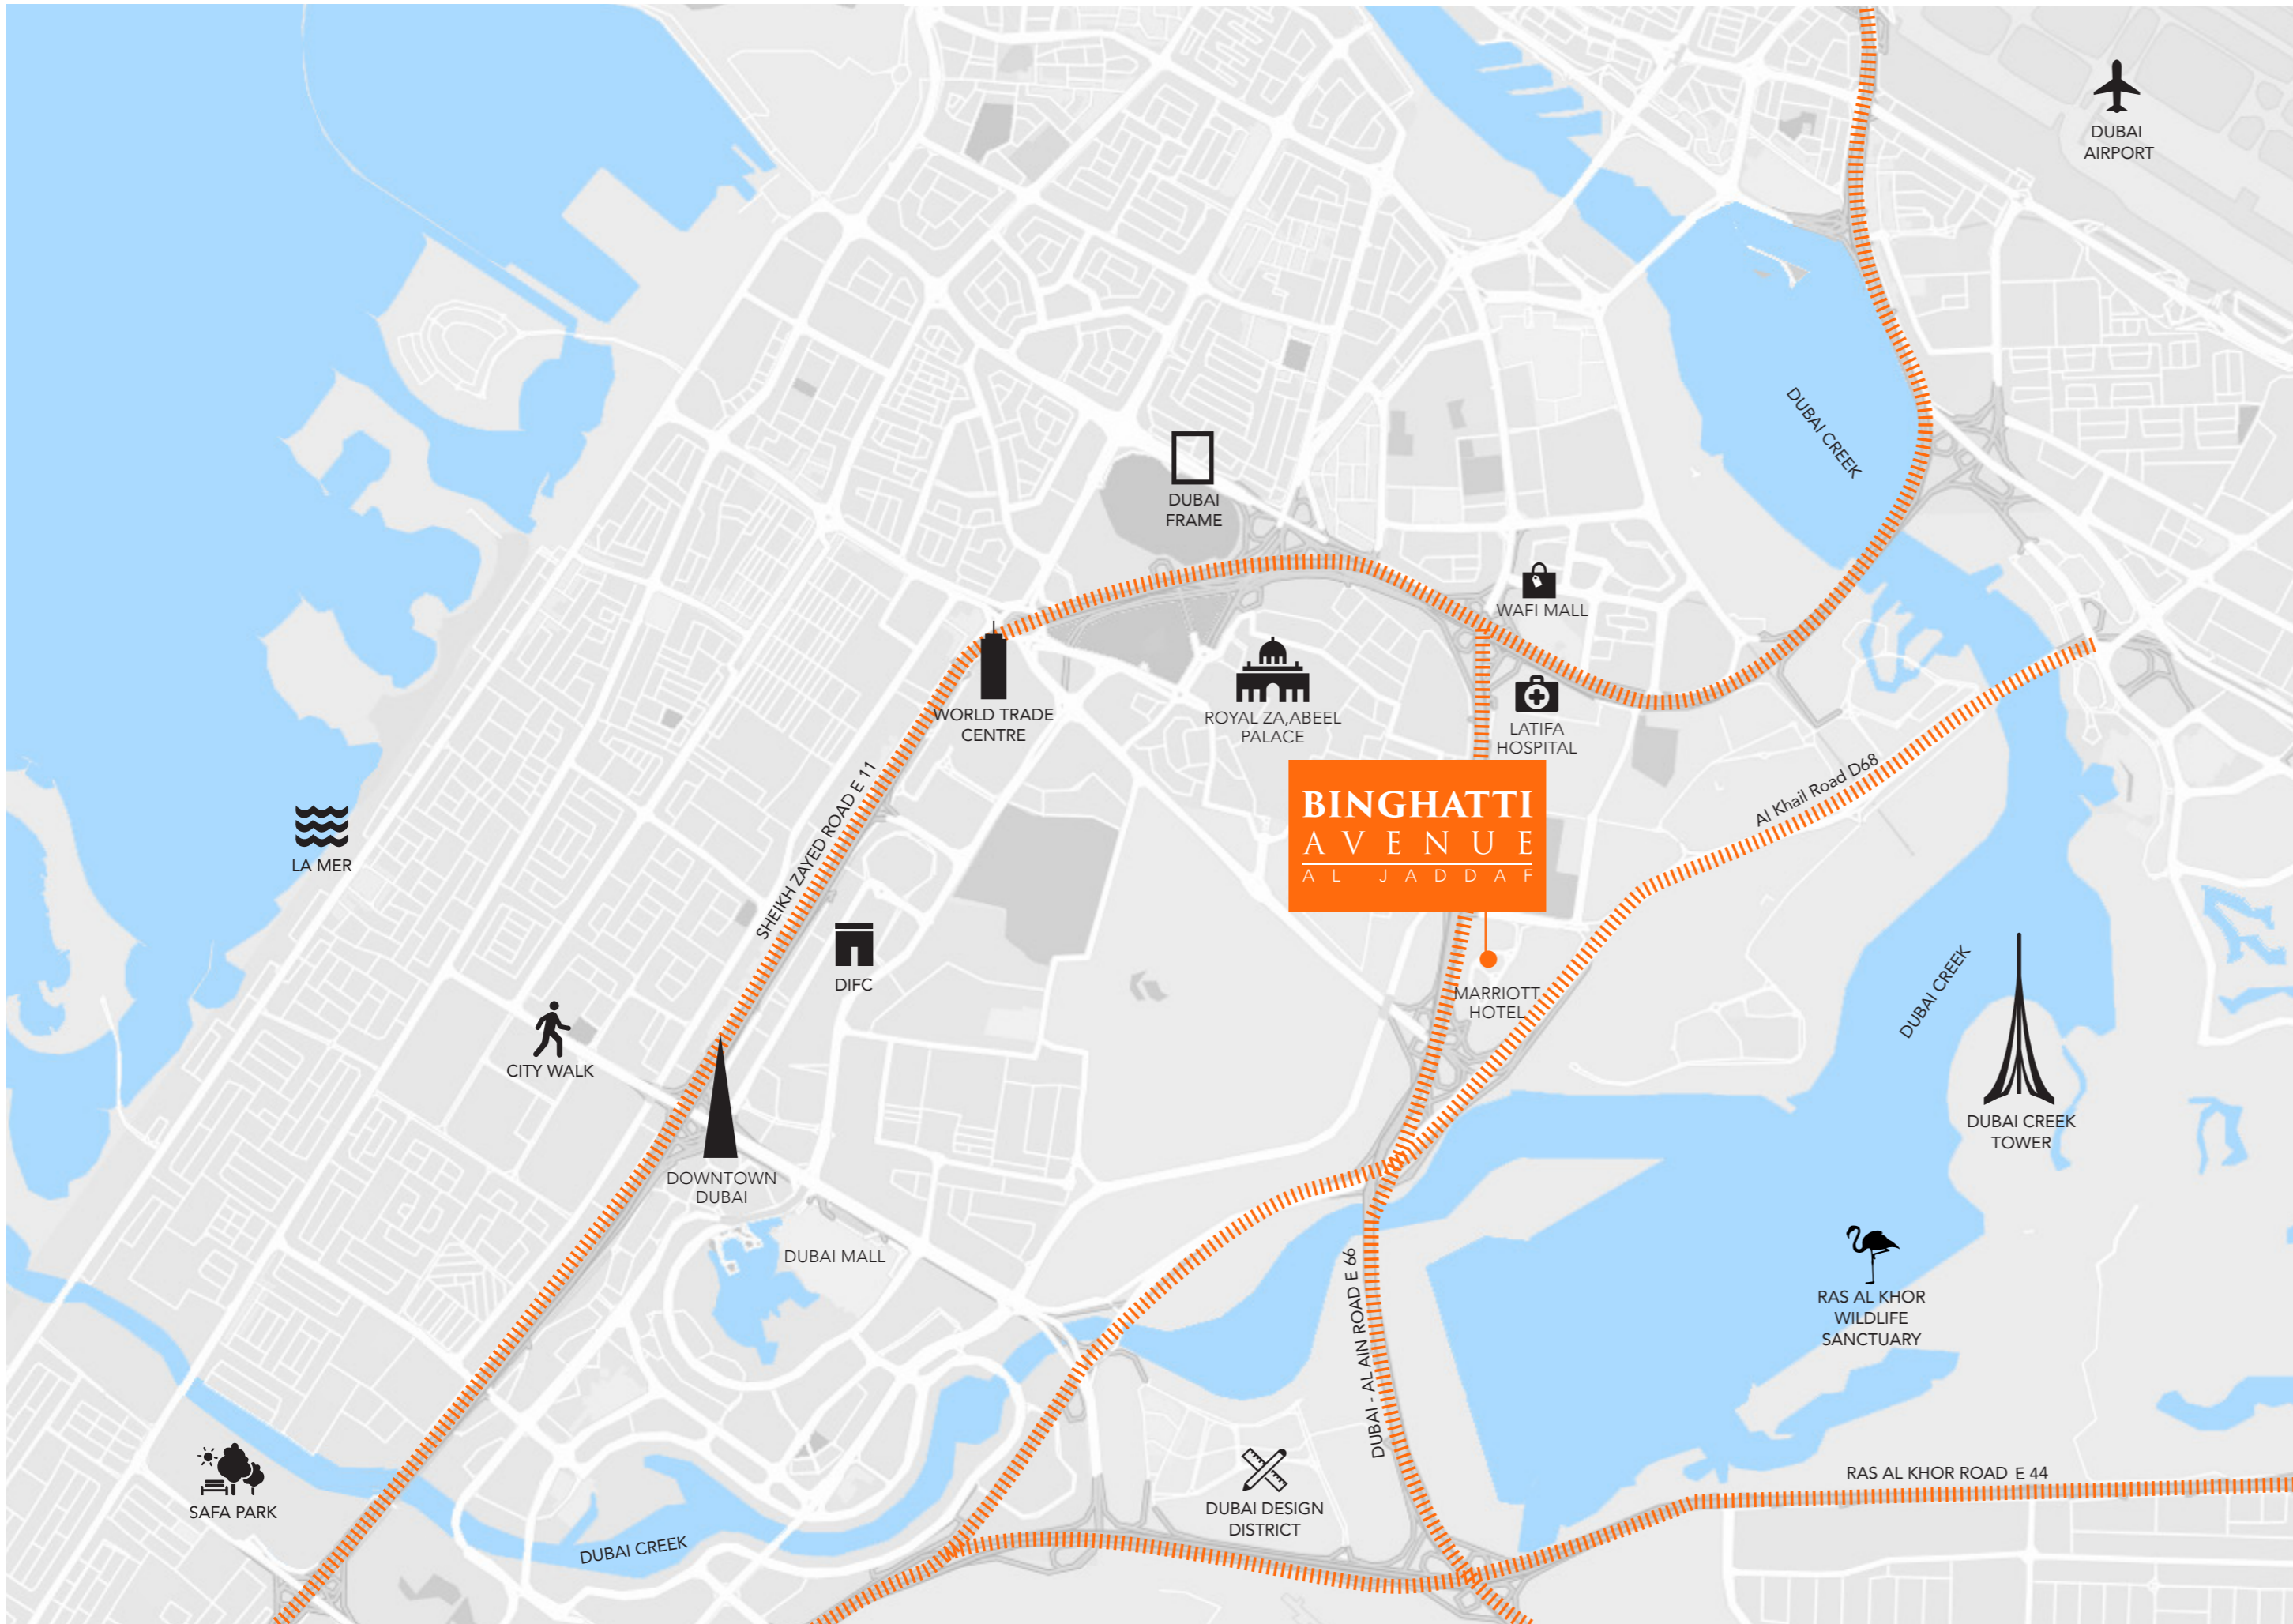 DUBAI
AIRPORT
DUBAI CREEK
DUBAI
FRAME
WAFI MALL
ROYAL ZA,ABEEL
PALACE
LATIFA
HOSPITAL
WORLD TRADE
CENTRE
SHEIKH ZAYED ROAD E 11
BINGHATTI
AVENUE
AL JADDAF
Al Khail Road D68
LA MER
DIFC
MARRIOTT
HOTEL
DUBAI CREEK
CITY WALK
DUBAI CREEK
TOWER
DOWNTOWN
DUBAI
DUBAI MALL
DUBAI - AL AIN ROAD E 66
RAS AL KHOR
WILDLIFE
SANCTUARY
RAS AL KHOR ROAD E 44
SAFA PARK
DUBAI DESIGN
DISTRICT
DUBAI CREEK